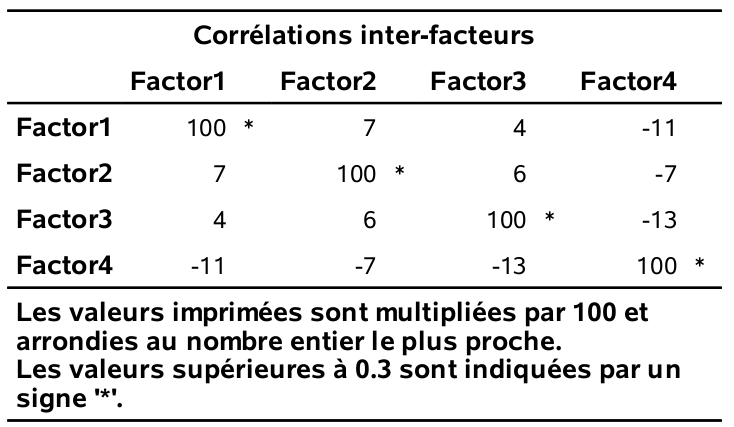 Corrélations inter-facteurs
Factor1 Factor2 Factor3 Factor4
Factor1 100 * 7 4 -11
Factor2 7 100 * 6 -7
Factor3 4 6 100 * -13
Factor4 -11 -7 -13 100 *
Les valeurs imprimées sont multipliées par 100 et
arrondies au nombre entier le plus proche.
Les valeurs supérieures à 0.3 sont indiquées par un
signe '*'.